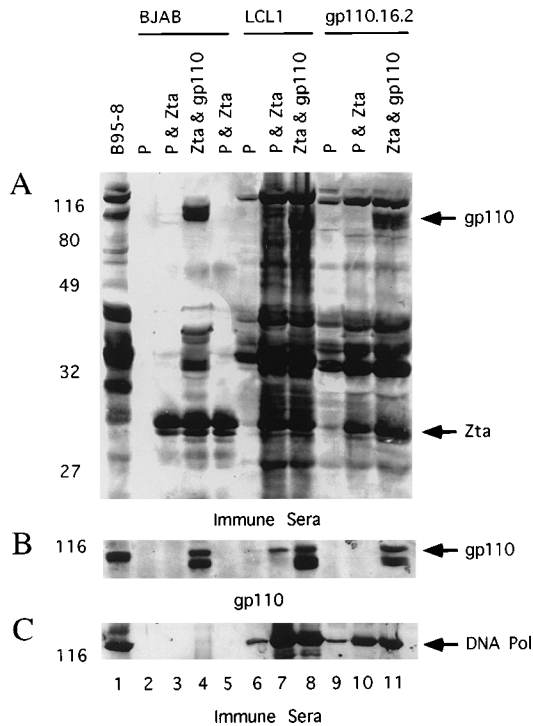 BJAB LCL1 gp110.16.2
B95-8 P P & Zta Zta & gp110 P & Zta P P & Zta Zta & gp110 P P & Zta Zta & gp110
A
116
gp110
80
49
32
Zta
27
Immune Sera
B 116 gp110
gp110
C
DNA Pol
116
1 2 3 4 5 6 7 8 9 10 11
Immune Sera